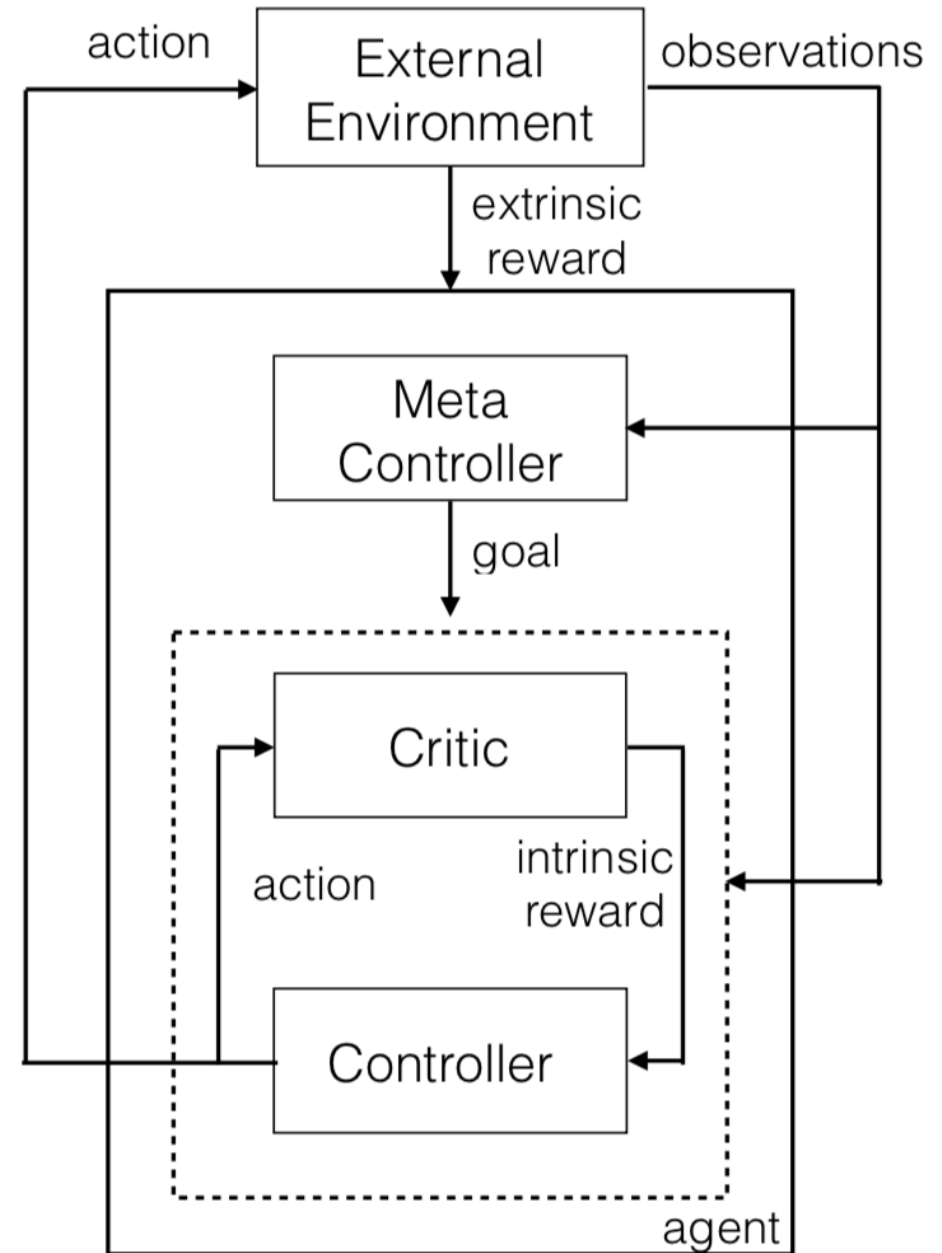 action
External
Environment
observations
extrinsic
reward
Meta
Controller
goal
Critic
action
intrinsic
reward
Controller
agent